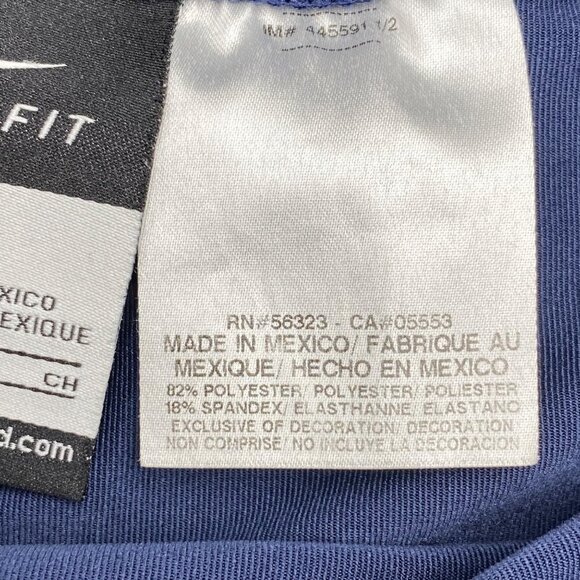 FIT
XICO
EXIQUE
CH
d.com
IM# 445591 1/2
RN#56323 - CA#05553
MADE IN MEXICO/ FABRIQUE AU
MEXIQUE/ HECHO EN MEXICO
82% POLYESTER/ POLYESTER/ POLIESTER
18% SPANDEX/ ELASTHANNE, ELASTANO
EXCLUSIVE OF DECORATION, DECORATION
NON COMPRISE/ NO INCLUYE LA DECORACION